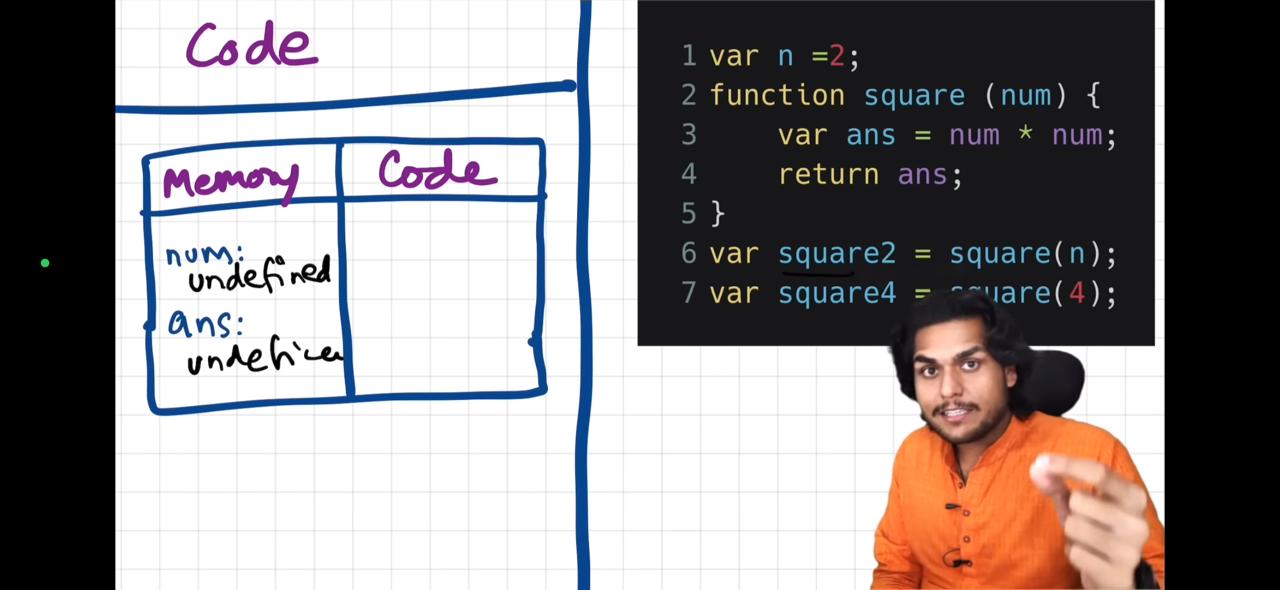 Code
Memory Code
num:
undefined
ans:
1 var n =2;
2 function square (num) {
3     var ans = num * num;
4     return ans;
5 }
6 var square2 = square(n);
7 var square4 = square(4);